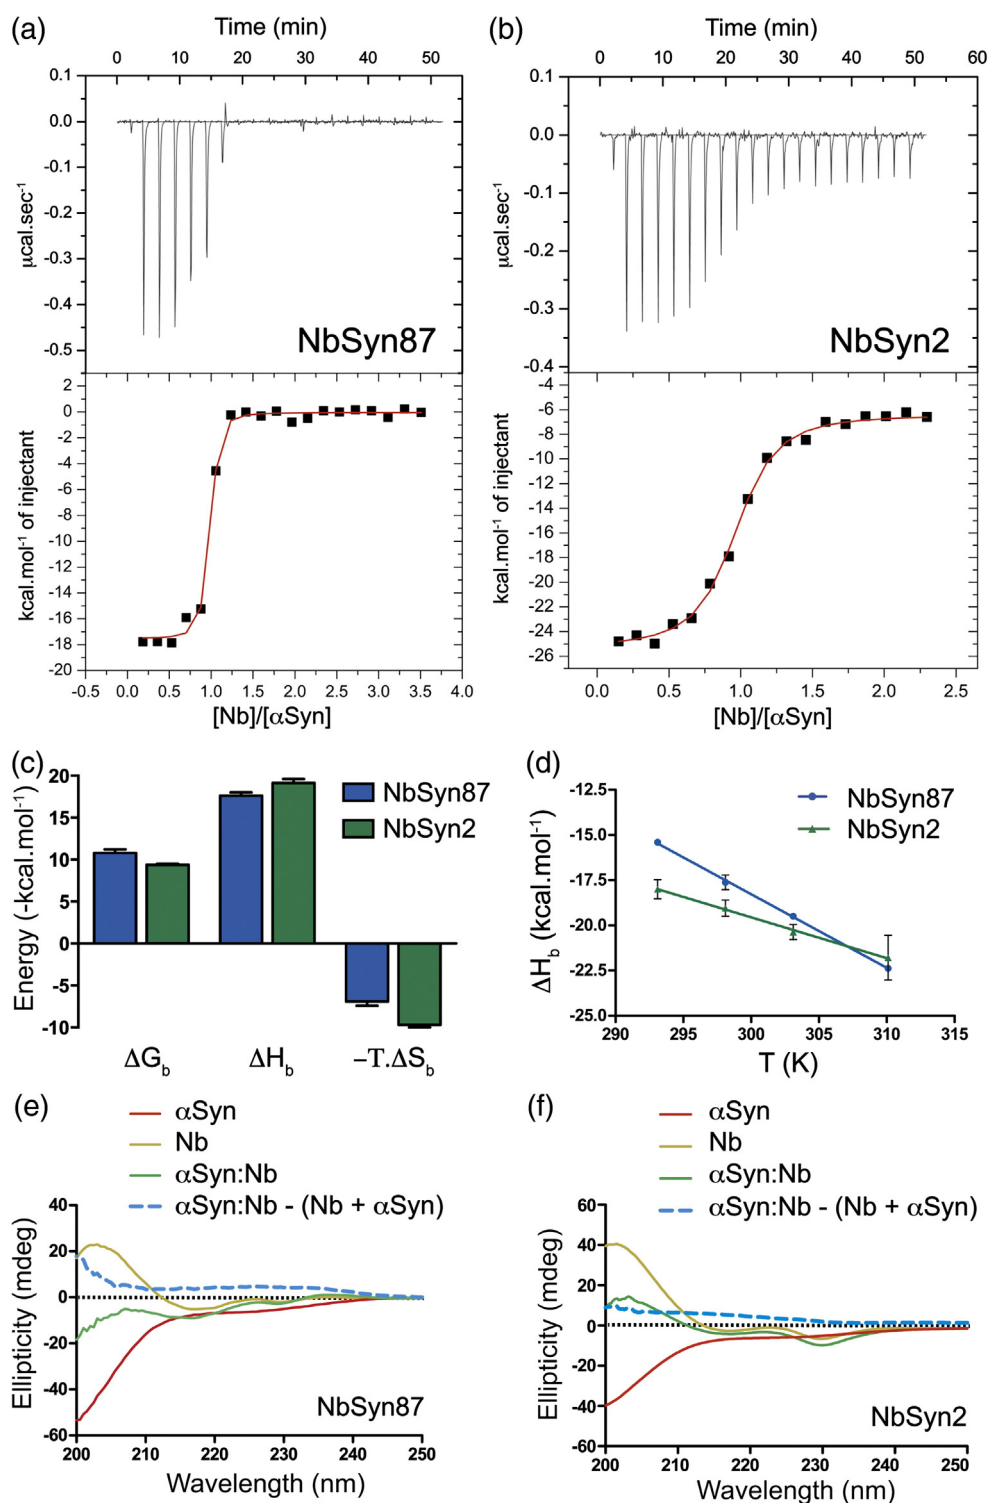 (a)
Time (min)
0 10 20 30 40 50
0.1
0.0
-0.1
-0.2
-0.3
-0.4
-0.5
μcal.sec⁻¹
NbSyn87
2
0
-2
-4
-6
-8
-10
-12
-14
-16
-18
-20
kcal.mol⁻¹ of injectant
-0.5 0.0 0.5 1.0 1.5 2.0 2.5 3.0 3.5 4.0
[Nb]/[αSyn]
(b)
Time (min)
0 10 20 30 40 50 60
0.1
0.0
-0.1
-0.2
-0.3
-0.4
μcal.sec⁻¹
NbSyn2
-4
-6
-8
-10
-12
-14
-16
-18
-20
-22
-24
-26
kcal.mol⁻¹ of injectant
0.0 0.5 1.0 1.5 2.0 2.5
[Nb]/[αSyn]
(c)
20
15
10
5
0
-5
-10
Energy (-kcal.mol⁻¹)
NbSyn87
NbSyn2
ΔG_b ΔH_b –T.ΔS_b
(d)
-12.5
-15.0
-17.5
-20.0
-22.5
-25.0
ΔH_b (kcal.mol⁻¹)
NbSyn87
NbSyn2
290 295 300 305 310 315
T (K)
(e)
αSyn
Nb
αSyn:Nb
αSyn:Nb - (Nb + αSyn)
40
20
0
-20
-40
-60
Ellipticity (mdeg)
NbSyn87
200 210 220 230 240 250
Wavelength (nm)
(f)
αSyn
Nb
αSyn:Nb
αSyn:Nb - (Nb + αSyn)
60
40
20
0
-20
-40
-60
Ellipticity (mdeg)
NbSyn2
200 210 220 230 240 250
Wavelength (nm)